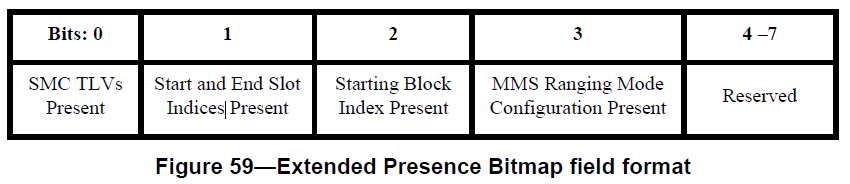 Bits: 0 1 2 3 4 –7
SMC TLVs Start and End Slot Starting Block MMS Ranging Mode Reserved
Present Indices Present Index Present Configuration Present
Figure 59—Extended Presence Bitmap field format